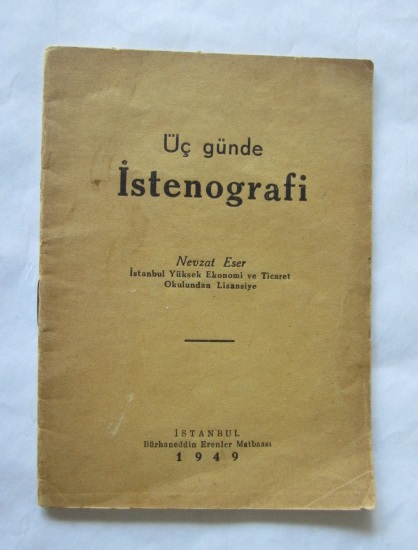 Üç günde
İstenografi
Nevzat Eser
İstanbul Yüksek Ekonomi ve Ticaret
Okulundan Lisansiye
İSTANBUL
Bürhaneddin Erenler Matbaası
1949